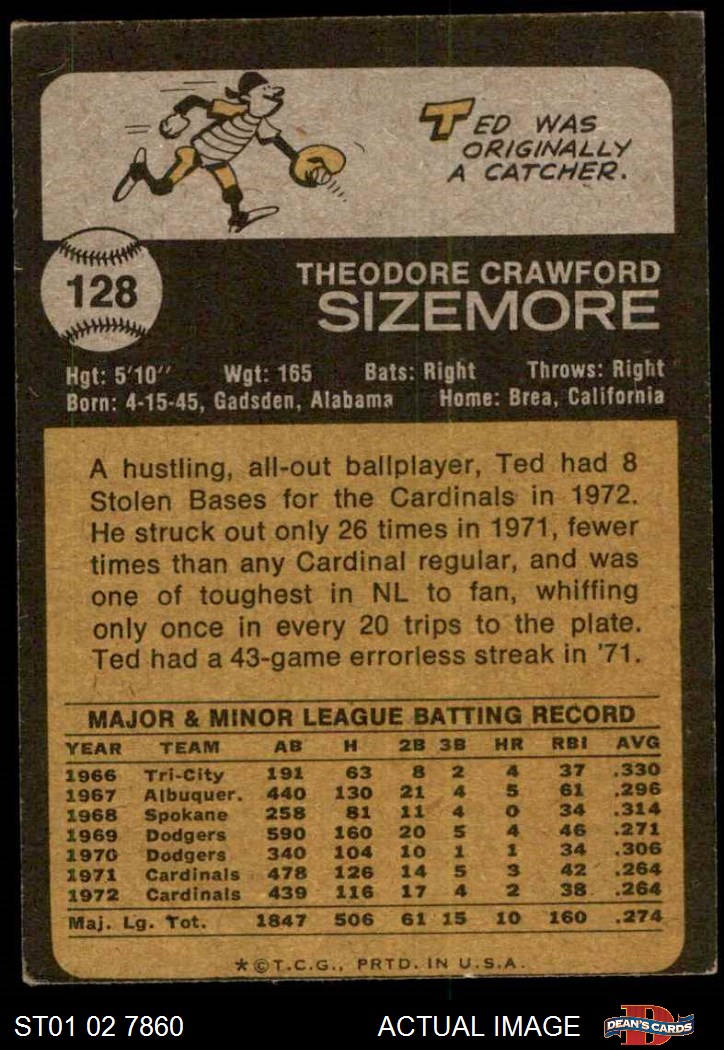 TED WAS
ORIGINALLY
A CATCHER.
128
THEODORE CRAWFORD
SIZEMORE
Hgt: 5'10" Wgt: 165 Bats: Right Throws: Right
Born: 4-15-45, Gadsden, Alabama Home: Brea, California
A hustling, all-out ballplayer, Ted had 8
Stolen Bases for the Cardinals in 1972.
He struck out only 26 times in 1971, fewer
times than any Cardinal regular, and was
one of toughest in NL to fan, whiffing
only once in every 20 trips to the plate.
Ted had a 43-game errorless streak in '71.
MAJOR & MINOR LEAGUE BATTING RECORD
YEAR TEAM AB H 2B 3B HR RBI AVG
1966 Tri-City 191 63 8 2 4 37 .330
1967 Albuquer. 440 130 21 4 5 61 .296
1968 Spokane 258 81 11 4 0 34 .314
1969 Dodgers 590 160 20 5 4 46 .271
1970 Dodgers 340 104 10 1 1 34 .306
1971 Cardinals 478 126 14 5 3 42 .264
1972 Cardinals 439 116 17 4 2 38 .264
Maj. Lg. Tot. 1847 506 61 15 10 160 .274
*©T.C.G., PRTD. IN U.S.A.
ST01 02 7860 ACTUAL IMAGE D DEAN'S CARDS